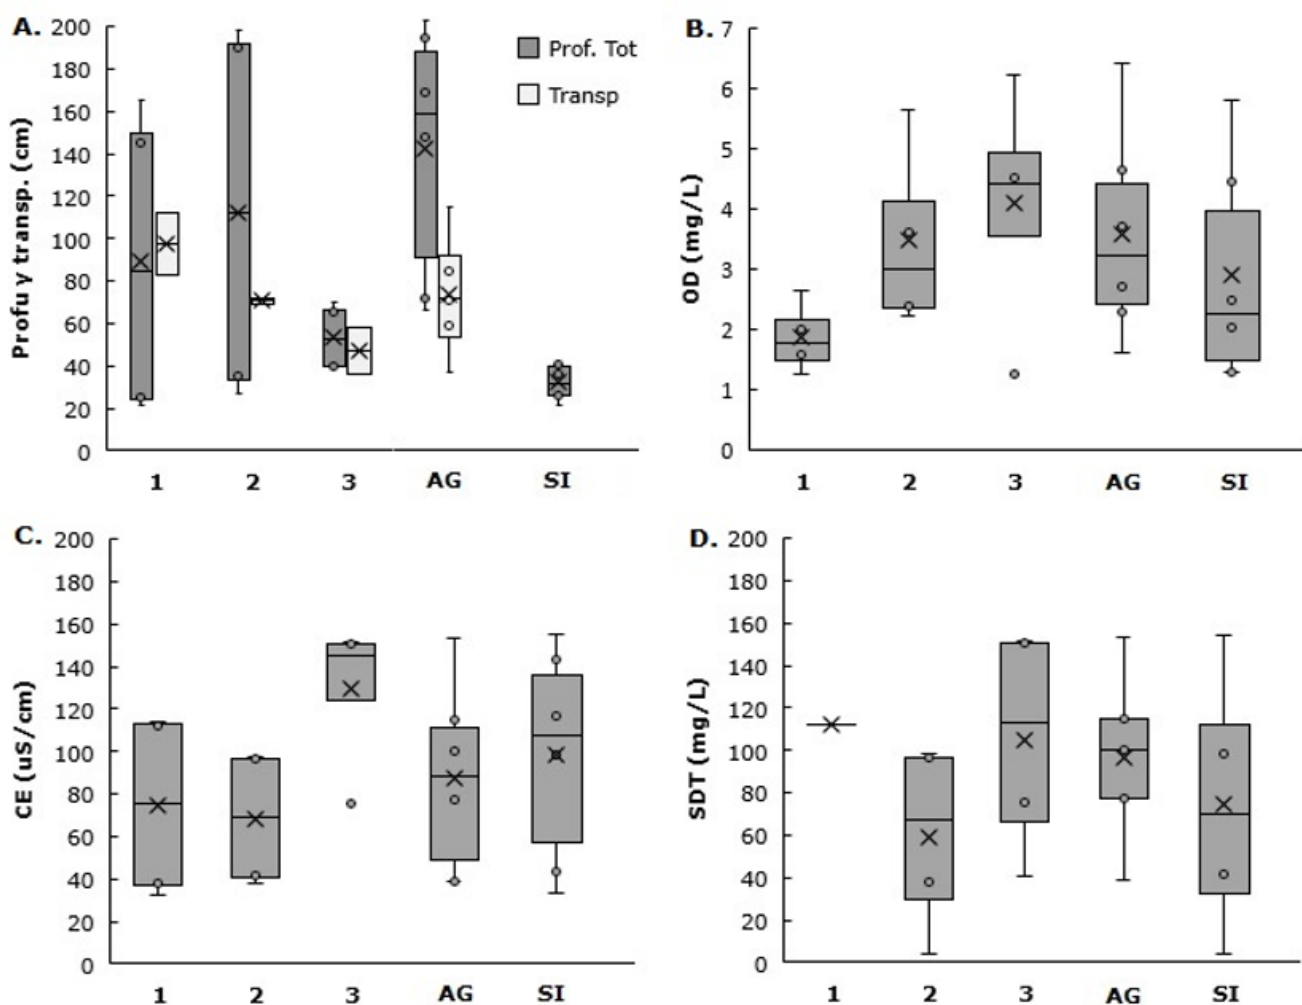 A.
Profu y transp. (cm)
200
180
160
140
120
100
80
60
40
20
0
Prof. Tot
Transp
1 2 3 AG SI
B.
OD (mg/L)
7
6
5
4
3
2
1
0
1 2 3 AG SI
C.
CE (uS/cm)
200
180
160
140
120
100
80
60
40
20
0
1 2 3 AG SI
D.
SDT (mg/L)
200
180
160
140
120
100
80
60
40
20
0
1 2 3 AG SI